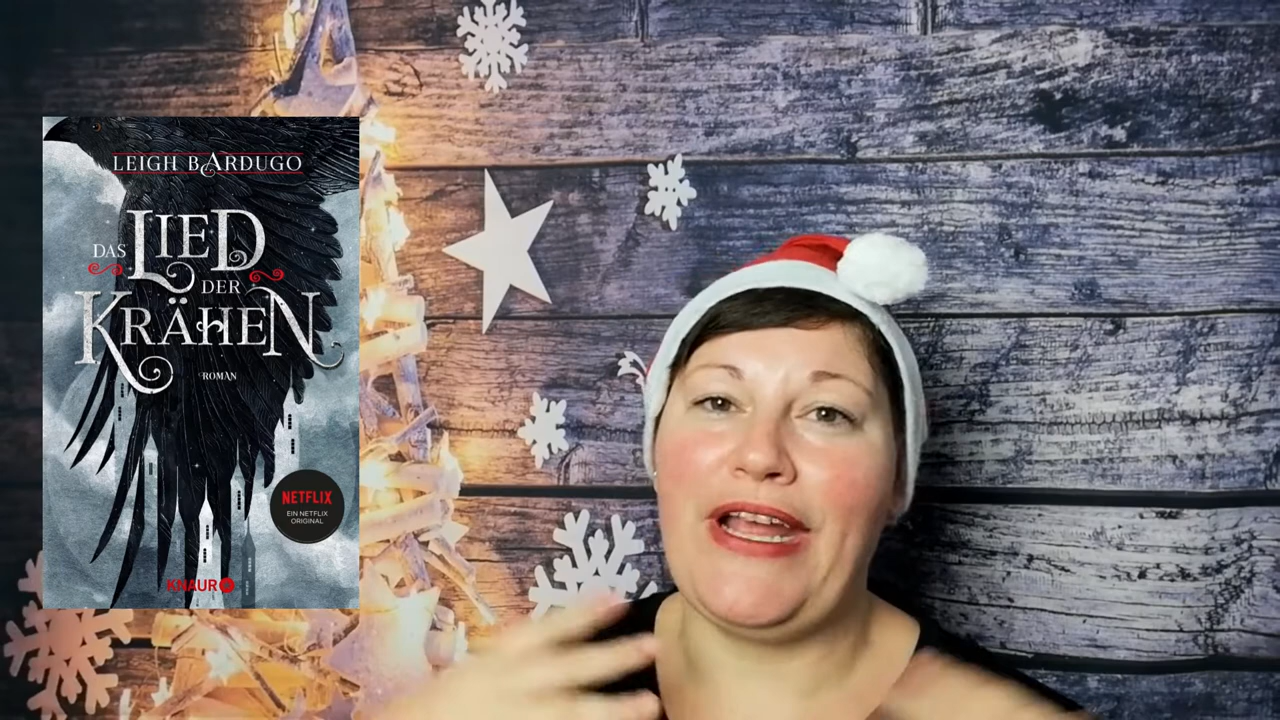 LEIGH BARDUGO
DAS LIED
DER
KRÄHEN
ROMAN
NETFLIX
EIN NETFLIX
ORIGINAL
KNAUR